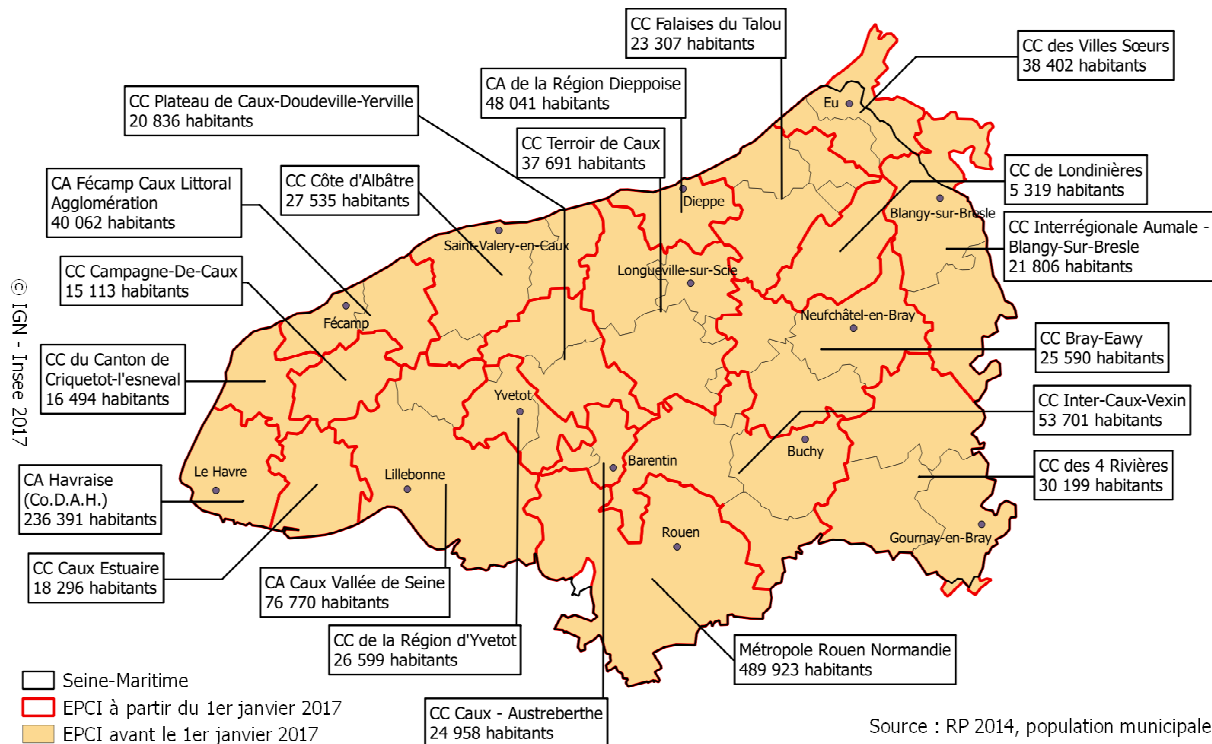 CC Falaises du Talou
23 307 habitants
CC des Villes Sœurs
38 402 habitants
CA de la Région Dieppoise
48 041 habitants
CC Plateau de Caux-Doudeville-Yerville
20 836 habitants
Eu
CC Terroir de Caux
37 691 habitants
CC de Londinières
5 319 habitants
CA Fécamp Caux Littoral
Agglomération
40 062 habitants
CC Côte d'Albâtre
27 535 habitants
Dieppe
Blangy-sur-Bresle
Saint-Valery-en-Caux
CC Interrégionale Aumale -
Blangy-Sur-Bresle
21 806 habitants
CC Campagne-De-Caux
15 113 habitants
Longueville-sur-Scie
Fécamp
Neufchâtel-en-Bray
© IGN - Insee 2017
CC du Canton de
Criquetot-l'esneval
16 494 habitants
CC Bray-Eawy
25 590 habitants
Yvetot
CC Inter-Caux-Vexin
53 701 habitants
Buchy
Le Havre
Lillebonne
Barentin
CA Havraise
(Co.D.A.H.)
236 391 habitants
CC des 4 Rivières
30 199 habitants
Rouen
Gournay-en-Bray
CC Caux Estuaire
18 296 habitants
CA Caux Vallée de Seine
76 770 habitants
CC de la Région d'Yvetot
26 599 habitants
Métropole Rouen Normandie
489 923 habitants
CC Caux - Austreberthe
24 958 habitants
Seine-Maritime
EPCI à partir du 1er janvier 2017
EPCI avant le 1er janvier 2017
Source : RP 2014, population municipale